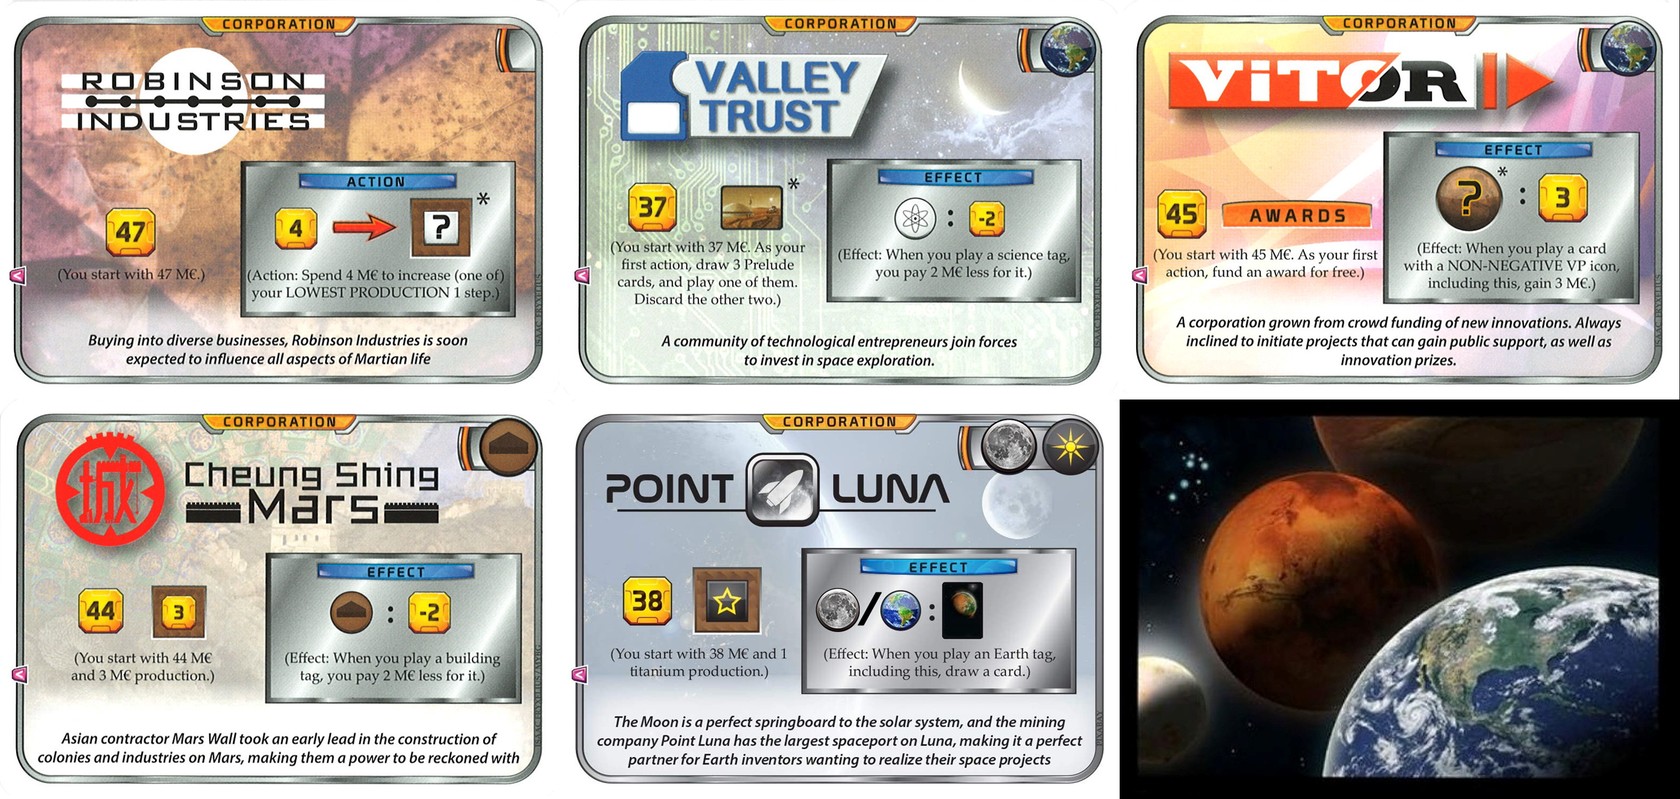 CORPORATION
ROBINSON
INDUSTRIES
ACTION
47
4
?
*
(You start with 47 M€.)
(Action: Spend 4 M€ to increase (one of)
your LOWEST PRODUCTION 1 step.)
Buying into diverse businesses, Robinson Industries is soon
expected to influence all aspects of Martian life
CORPORATION
VALLEY
TRUST
37
*
(You start with 37 M€. As your
first action, draw 3 Prelude
cards, and play one of them.
Discard the other two.)
EFFECT
: -2
(Effect: When you play a science tag,
you pay 2 M€ less for it.)
A community of technological entrepreneurs join forces
to invest in space exploration.
CORPORATION
ViTOR
45
AWARDS
(You start with 45 M€. As your first
action, fund an award for free.)
EFFECT
? * : 3
(Effect: When you play a card
with a NON-NEGATIVE VP icon,
including this, gain 3 M€.)
A corporation grown from crowd funding of new innovations. Always
inclined to initiate projects that can gain public support, as well as
innovation prizes.
CORPORATION
城
Cheung Shing
Mars
44
3
(You start with 44 M€
and 3 M€ production.)
EFFECT
: -2
(Effect: When you play a building
tag, you pay 2 M€ less for it.)
Asian contractor Mars Wall took an early lead in the construction of
colonies and industries on Mars, making them a power to be reckoned with
CORPORATION
POINT LUNA
38
(You start with 38 M€ and 1
titanium production.)
EFFECT
/ :
(Effect: When you play an Earth tag,
including this, draw a card.)
The Moon is a perfect springboard to the solar system, and the mining
company Point Luna has the largest spaceport on Luna, making it a perfect
partner for Earth inventors wanting to realize their space projects